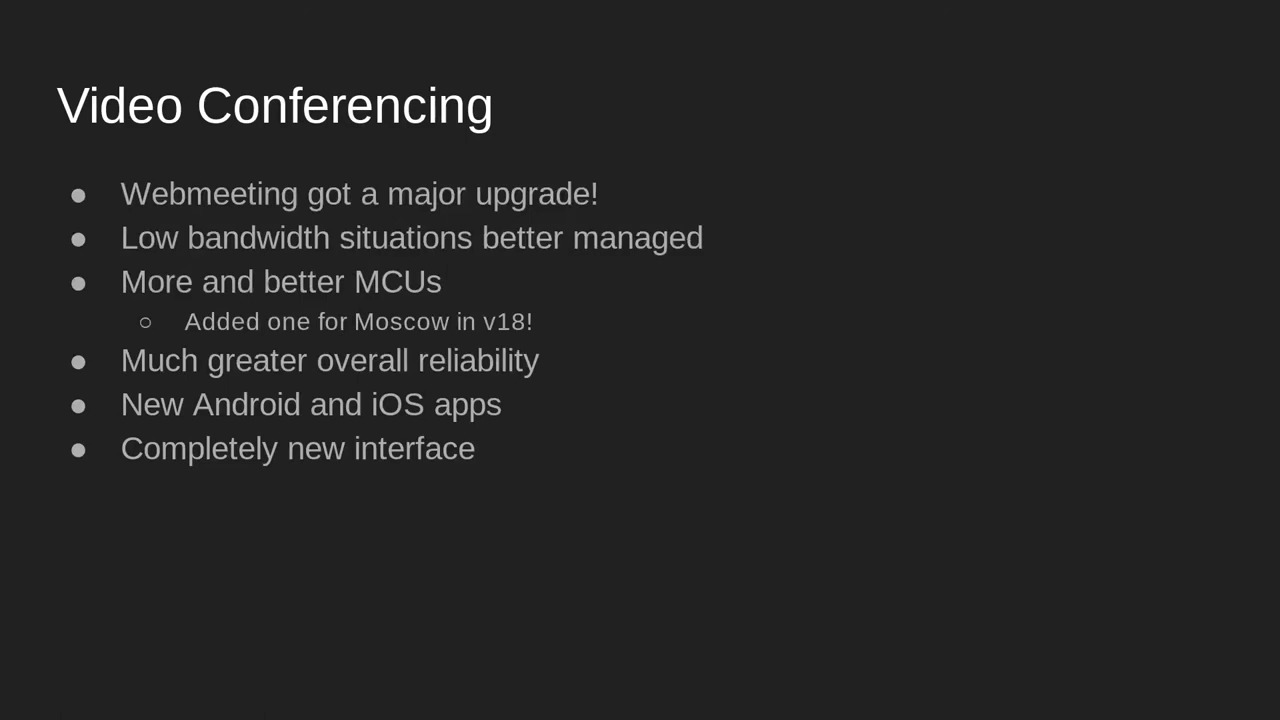 Video Conferencing
● Webmeeting got a major upgrade!
● Low bandwidth situations better managed
● More and better MCUs
○ Added one for Moscow in v18!
● Much greater overall reliability
● New Android and iOS apps
● Completely new interface